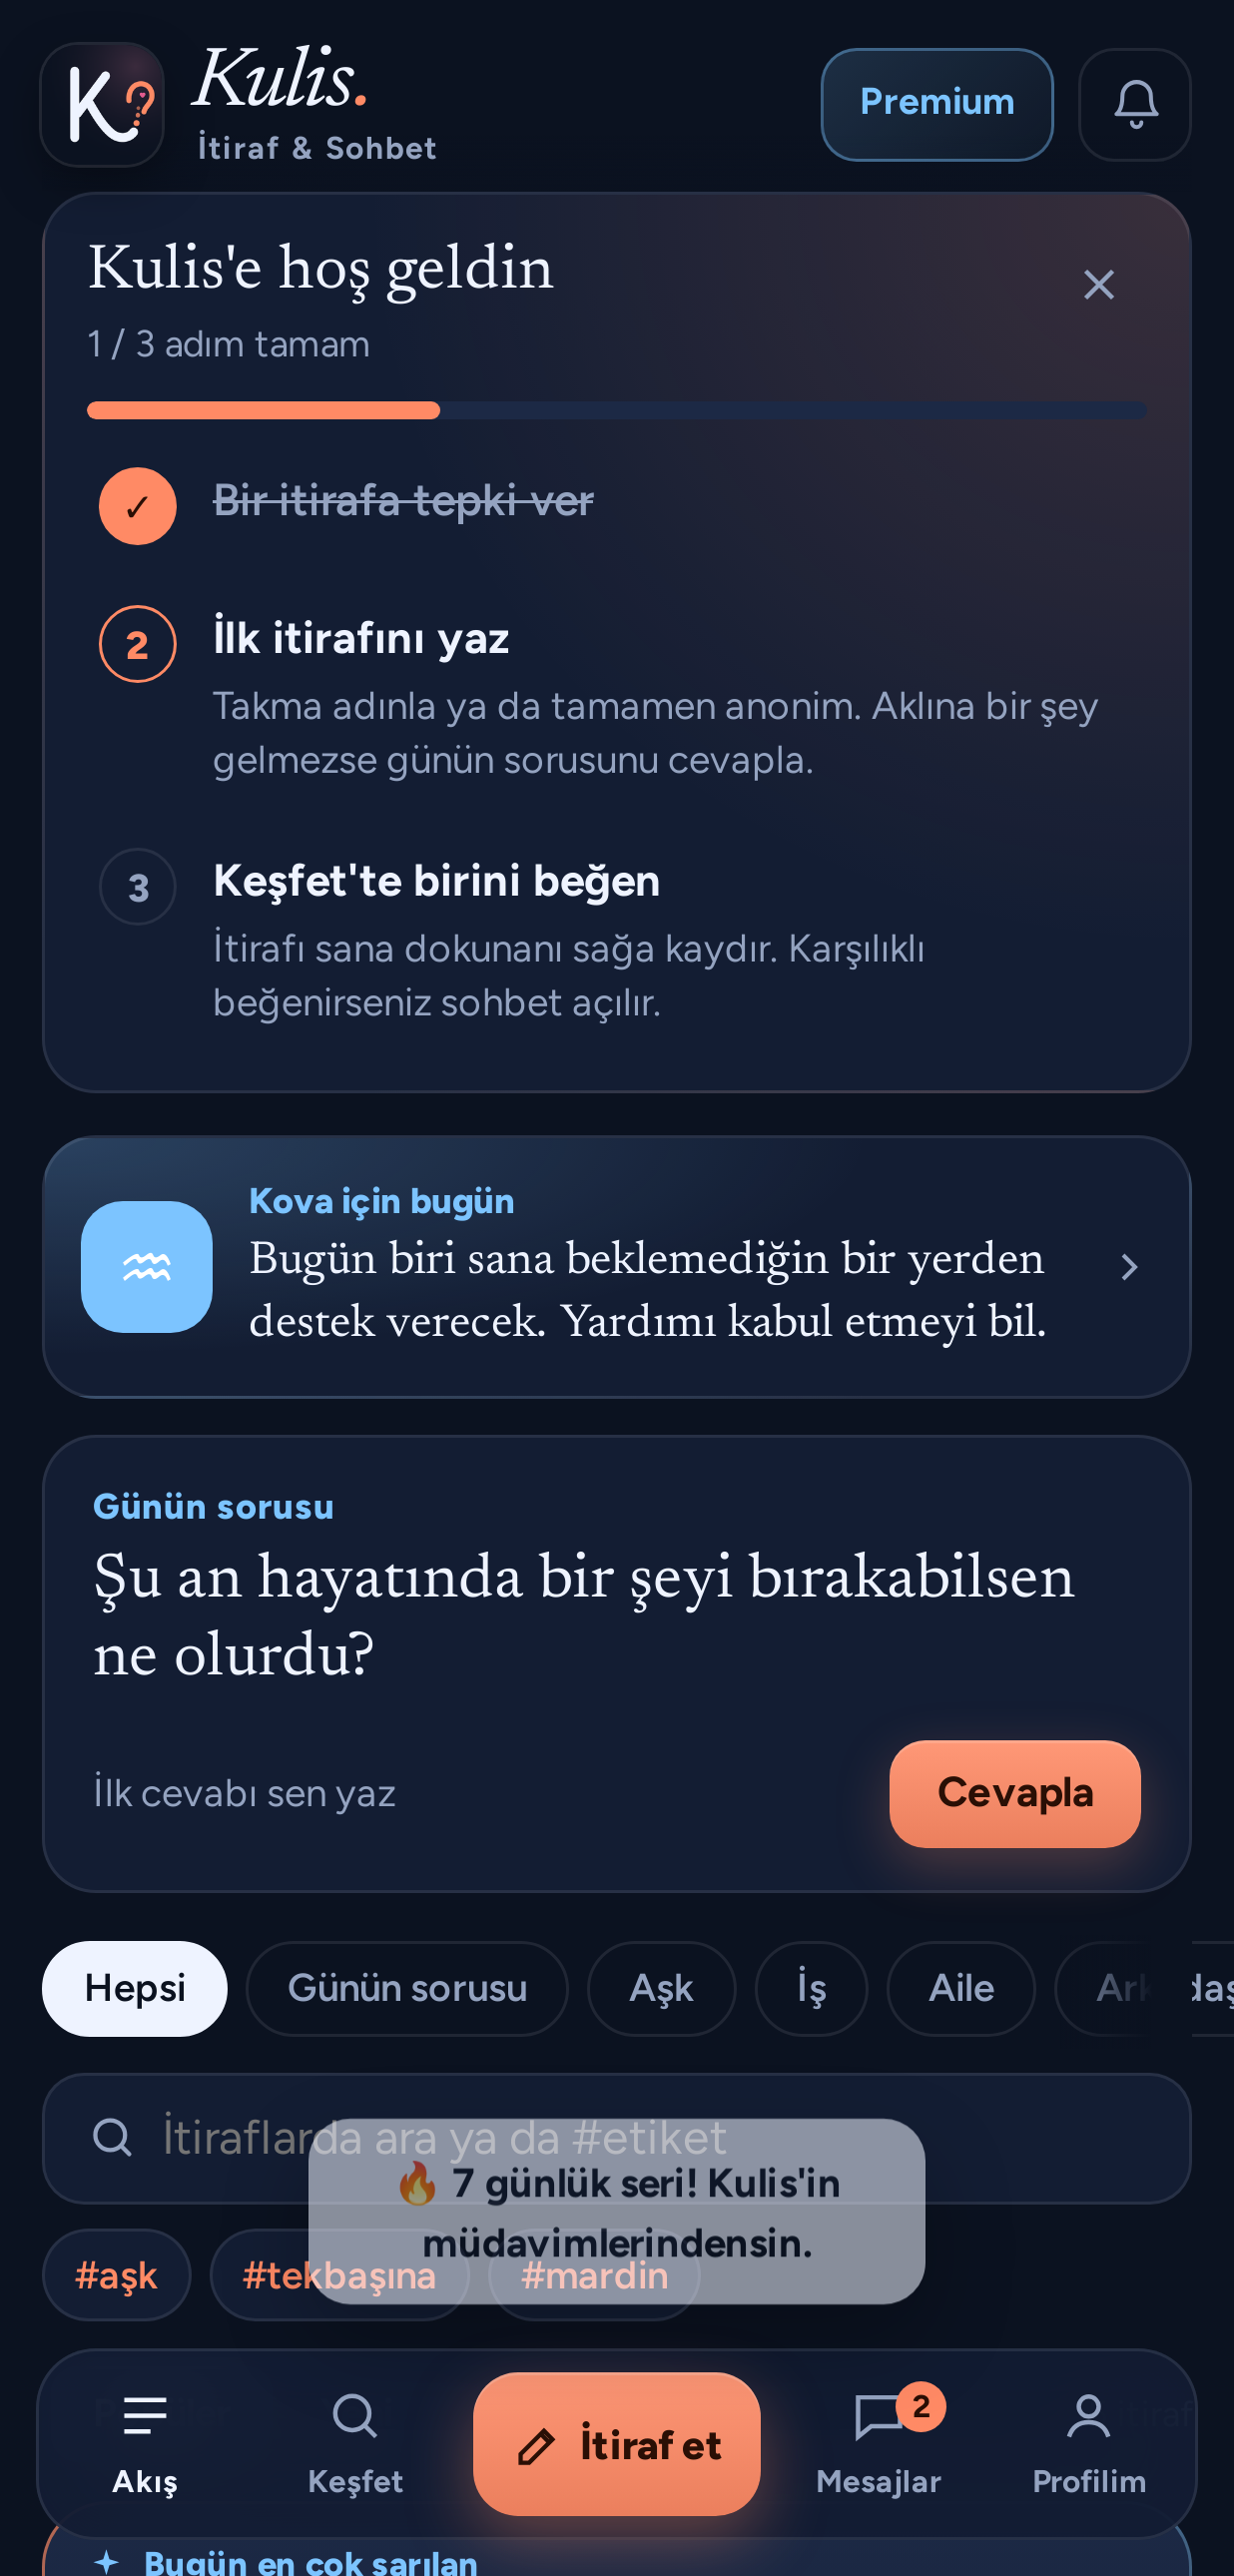 Kulis.
İtiraf & Sohbet
Premium
Kulis'e hoş geldin
1 / 3 adım tamam
✓ Bir itirafa tepki ver
2 İlk itirafını yaz
Takma adınla ya da tamamen anonim. Aklına bir şey
gelmezse günün sorusunu cevapla.
3 Keşfet'te birini beğen
İtirafı sana dokunanı sağa kaydır. Karşılıklı
beğenirseniz sohbet açılır.
Kova için bugün
Bugün biri sana beklemediğin bir yerden
destek verecek. Yardımı kabul etmeyi bil.
Günün sorusu
Şu an hayatında bir şeyi bırakabilsen
ne olurdu?
İlk cevabı sen yaz
Cevapla
Hepsi Günün sorusu Aşk İş Aile
İtiraflarda ara ya da #etiket
🔥 7 günlük seri! Kulis'in
müdavimlerindensin.
#aşk #tekbaşına #mardin
İtiraf et
2
Akış Keşfet Mesajlar Profilim
Bugün en çok sarılan